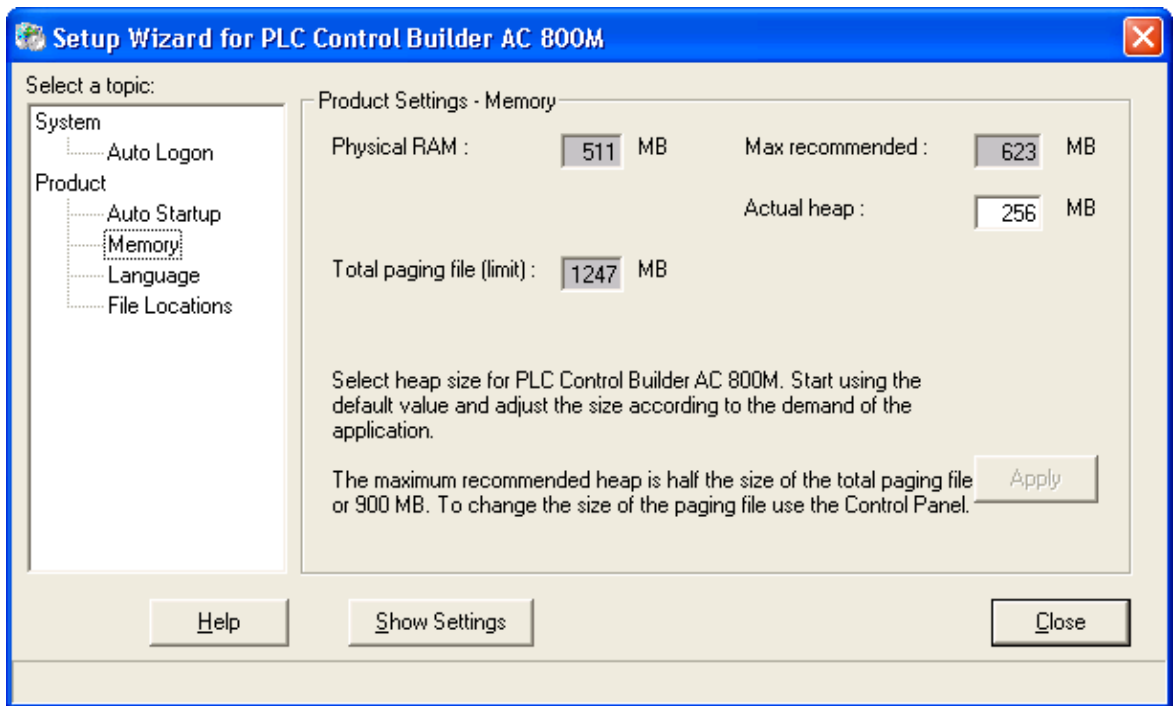 Setup Wizard for PLC Control Builder AC 800M
Select a topic:
System
Auto Logon
Product
Auto Startup
Memory
Language
File Locations
Product Settings - Memory
Physical RAM : 511 MB Max recommended : 623 MB
Actual heap : 256 MB
Total paging file (limit) : 1247 MB
Select heap size for PLC Control Builder AC 800M. Start using the
default value and adjust the size according to the demand of the
application.
The maximum recommended heap is half the size of the total paging file
or 900 MB. To change the size of the paging file use the Control Panel.
Apply
Help Show Settings Close